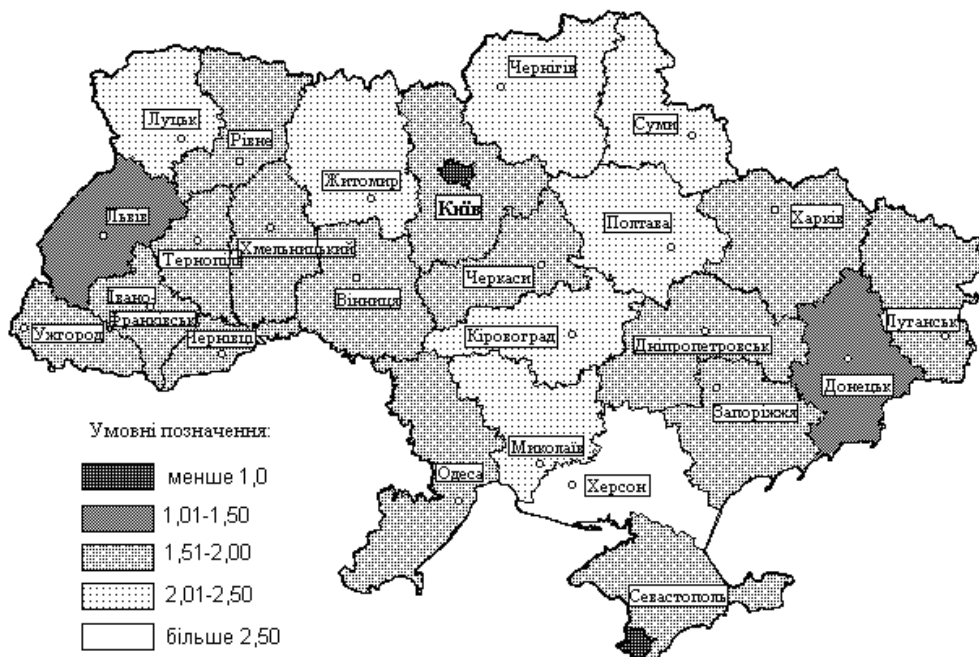 Чернігів
Луцьк
Суми
Рівне
Житомир
Київ
Львів
Харків
Полтава
Хмельницький
Тернопіль
Черкаси
Вінниця
Івано-
Франківськ
Луганськ
Ужгород
Чернівці
Кіровоград
Дніпропетровськ
Донецьк
Запоріжжя
Умовні позначення:
Миколаїв
менше 1,0
Одеса
Херсон
1,01-1,50
1,51-2,00
2,01-2,50
Севастополь
більше 2,50